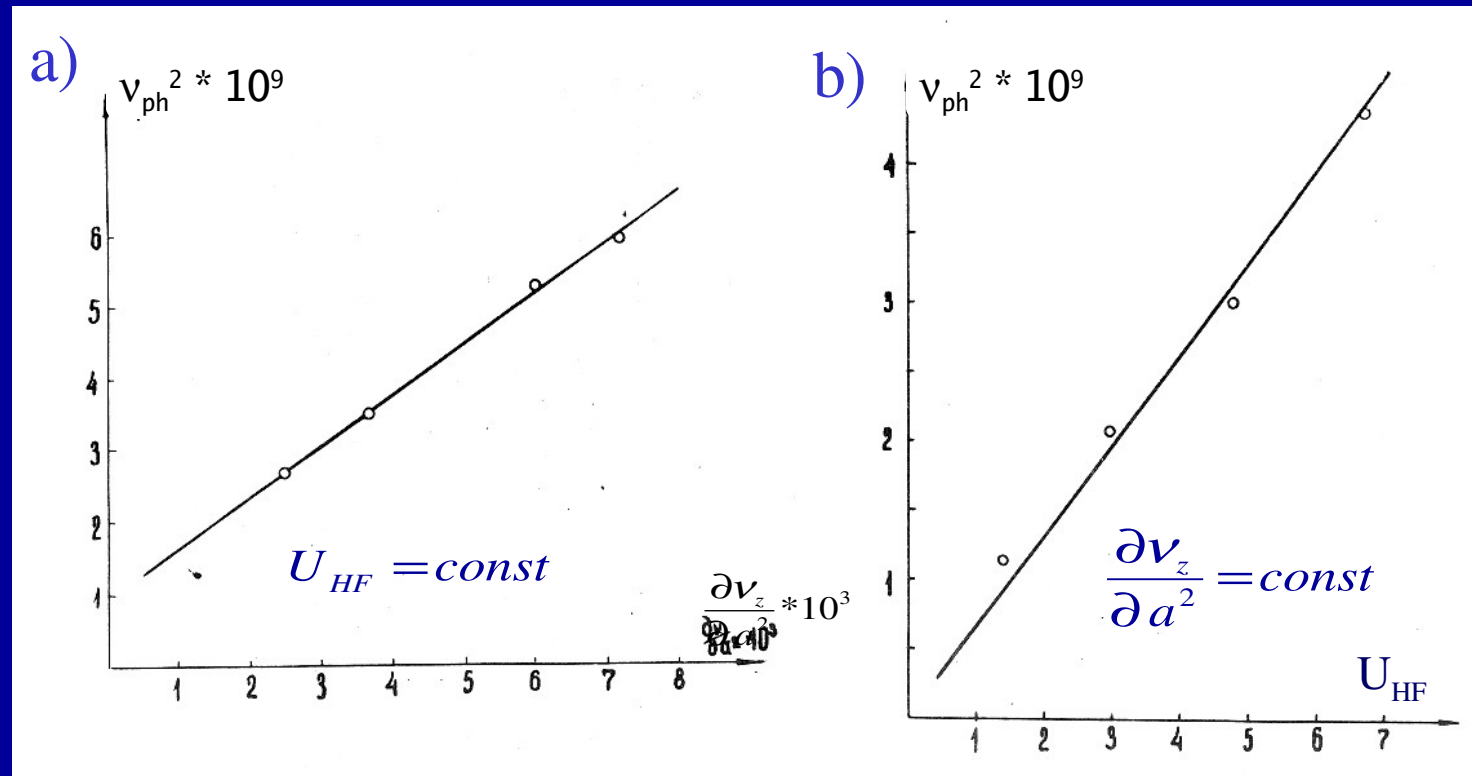 a)
ν_ph² * 10⁹
6
5
4
3
2
1
U_HF = const
∂ν_z / ∂a² *10³
1 2 3 4 5 6 7 8
b)
ν_ph² * 10⁹
4
3
2
1
∂ν_z / ∂a² = const
U_HF
1 2 3 4 5 6 7